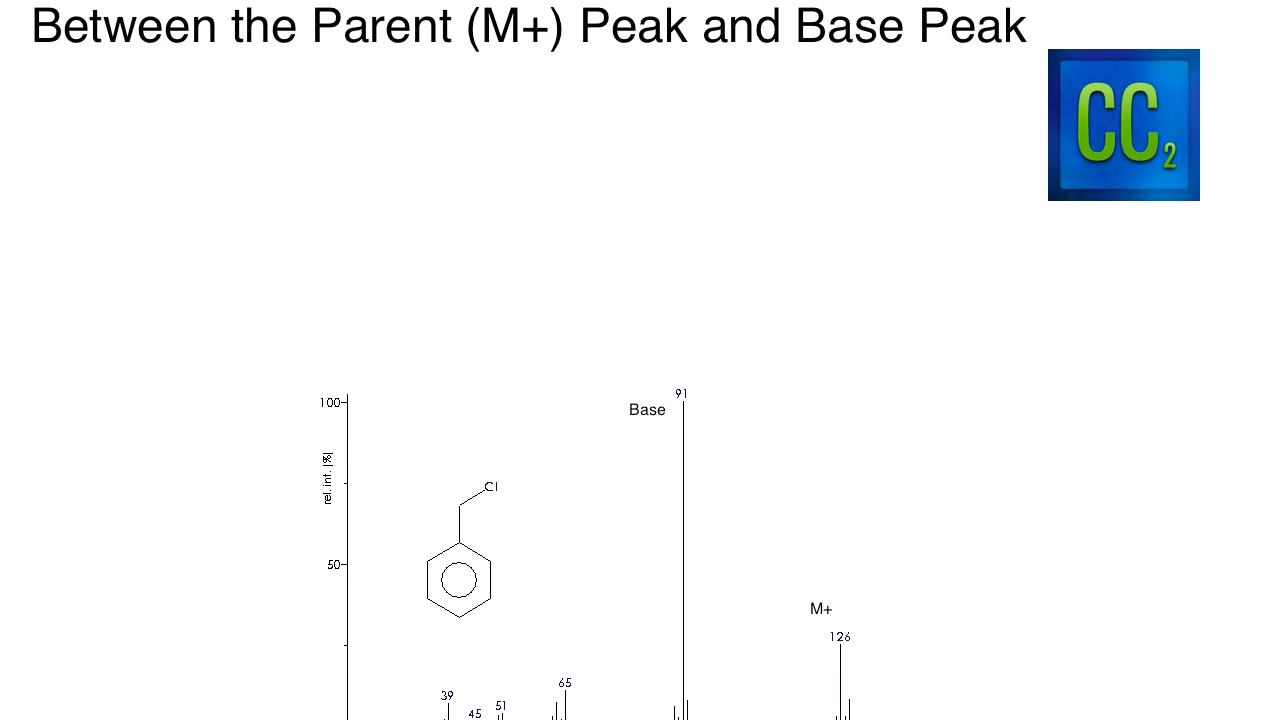 Between the Parent (M+) Peak and Base Peak
CC2
91
100
Base
rel. int. [%]
Cl
50
M+
126
65
39
51
45